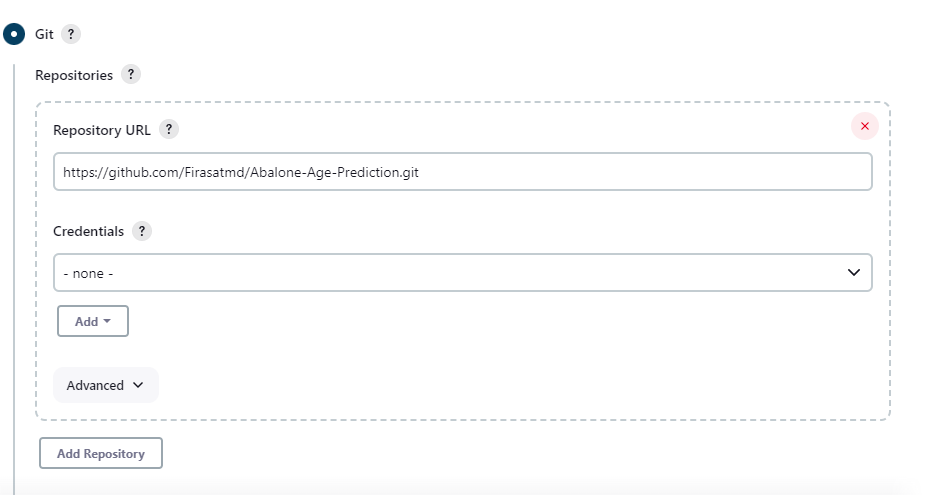 Git ?
Repositories ?
Repository URL ?
https://github.com/Firasatmd/Abalone-Age-Prediction.git
Credentials ?
- none -
Add
Advanced
Add Repository